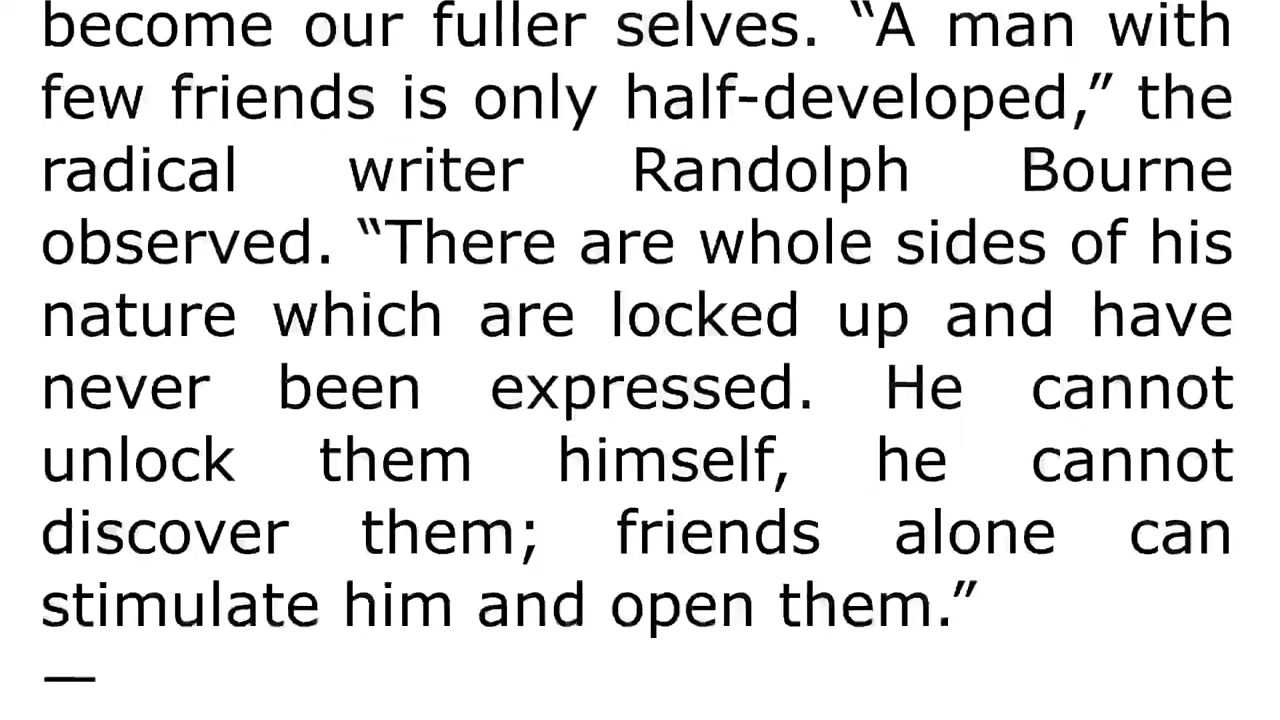 become our fuller selves. “A man with
few friends is only half-developed,” the
radical writer Randolph Bourne
observed. “There are whole sides of his
nature which are locked up and have
never been expressed. He cannot
unlock them himself, he cannot
discover them; friends alone can
stimulate him and open them.”
—